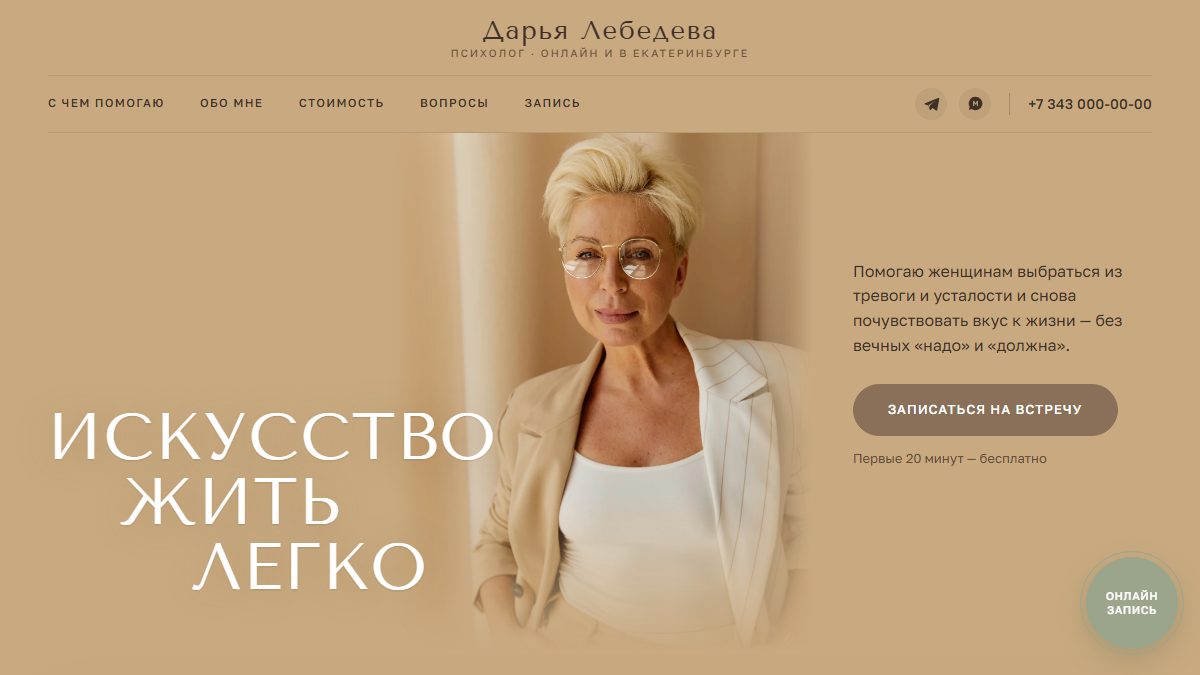 Дарья Лебедева
ПСИХОЛОГ · ОНЛАЙН И В ЕКАТЕРИНБУРГЕ
С ЧЕМ ПОМОГАЮ
ОБО МНЕ
СТОИМОСТЬ
ВОПРОСЫ
ЗАПИСЬ
M
+7 343 000-00-00
Помогаю женщинам выбраться из
тревоги и усталости и снова
почувствовать вкус к жизни — без
вечных «надо» и «должна».
ЗАПИСАТЬСЯ НА ВСТРЕЧУ
Первые 20 минут — бесплатно
ИСКУССТВО
ЖИТЬ
ЛЕГКО
ОНЛАЙН
ЗАПИСЬ